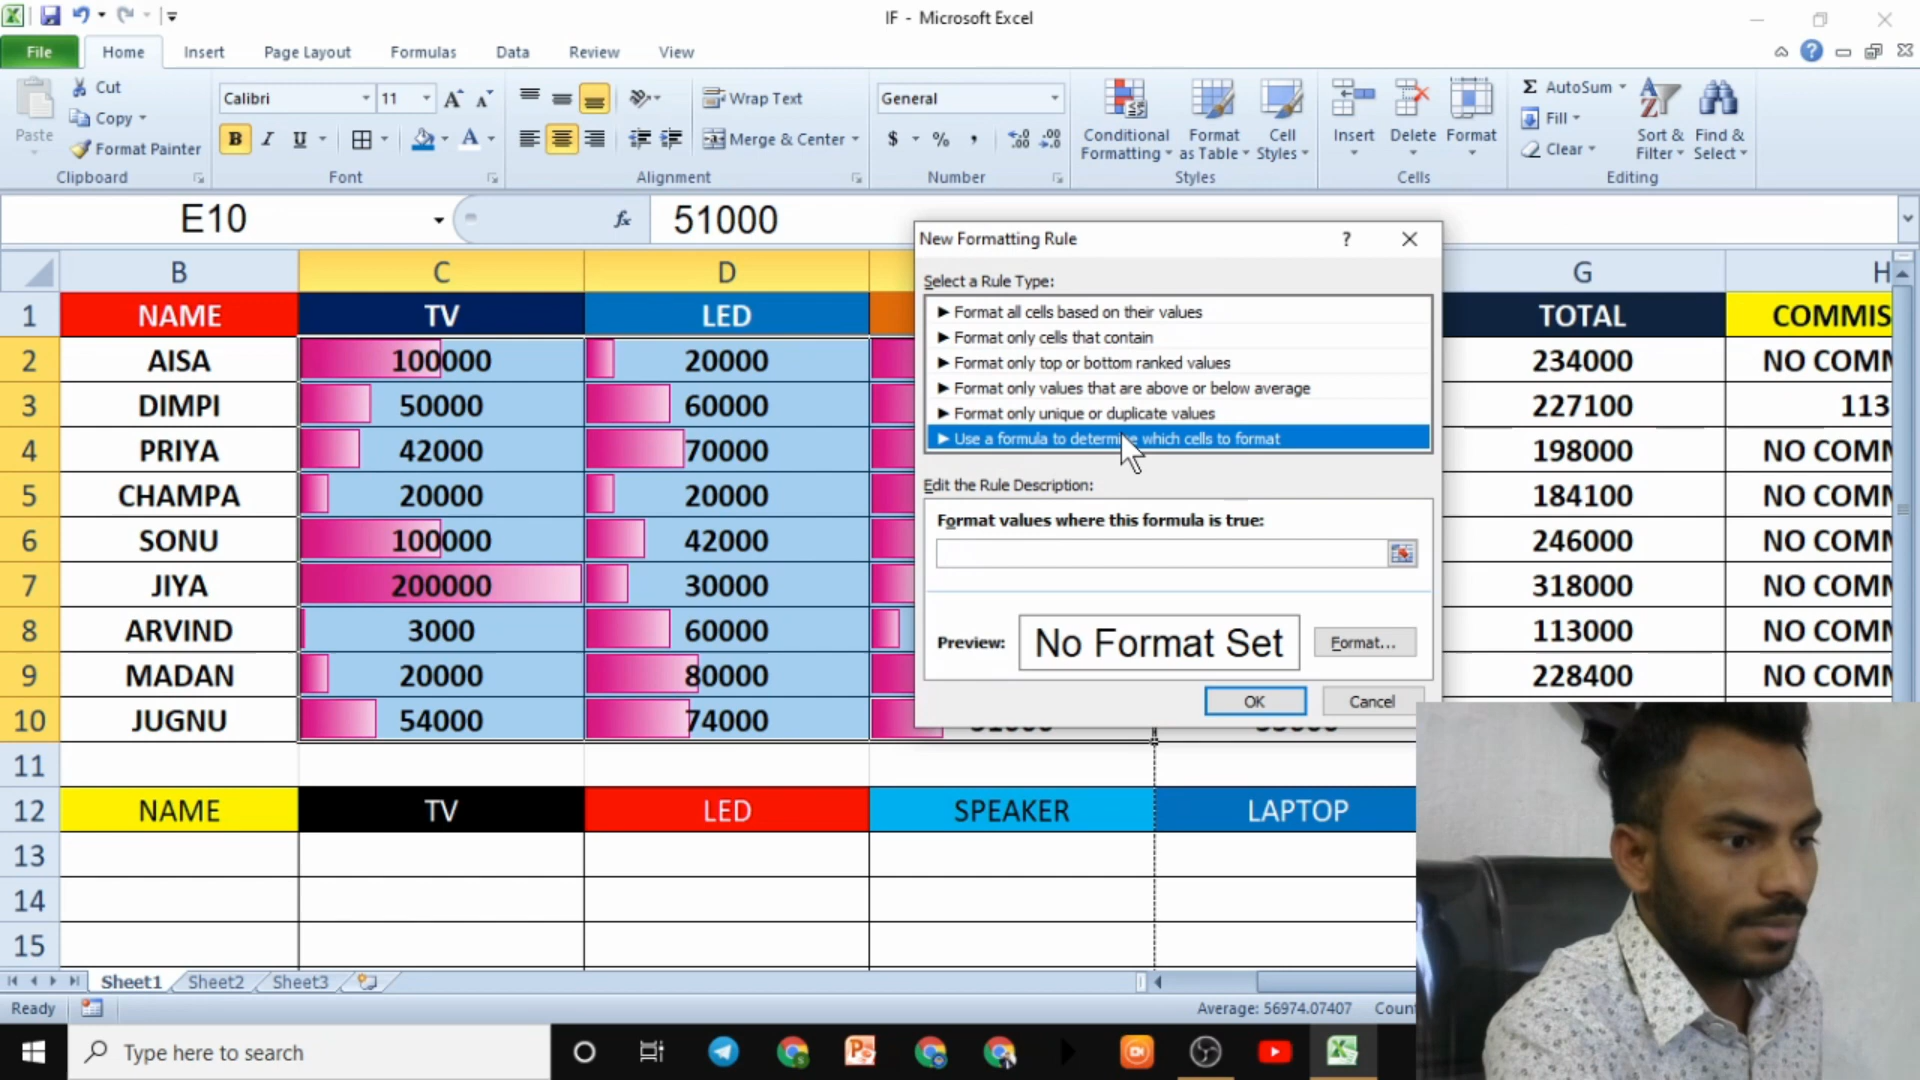 IF - Microsoft Excel
File Home Insert Page Layout Formulas Data Review View
Paste Cut Copy Format Painter Clipboard
Calibri 11 B I U Font
Wrap Text Merge & Center Alignment
General $ % , Number
Conditional Formatting Format as Table Cell Styles Styles
Insert Delete Format Cells
Σ AutoSum Fill Clear Sort & Filter Find & Select Editing
E10 fx 51000
B C D G H
1 NAME TV LED TOTAL COMMIS
2 AISA 100000 20000 234000 NO COMM
3 DIMPI 50000 60000 227100 113
4 PRIYA 42000 70000 198000 NO COMM
5 CHAMPA 20000 20000 184100 NO COMM
6 SONU 100000 42000 246000 NO COMM
7 JIYA 200000 30000 318000 NO COMM
8 ARVIND 3000 60000 113000 NO COMM
9 MADAN 20000 80000 228400 NO COMM
10 JUGNU 54000 74000
11
12 NAME TV LED SPEAKER LAPTOP
13
14
15
New Formatting Rule ?
Select a Rule Type:
► Format all cells based on their values
► Format only cells that contain
► Format only top or bottom ranked values
► Format only values that are above or below average
► Format only unique or duplicate values
► Use a formula to determine which cells to format
Edit the Rule Description:
Format values where this formula is true:
Preview: No Format Set Format...
OK Cancel
Sheet1 Sheet2 Sheet3
Ready Average: 56974.07407 Coun
Type here to search